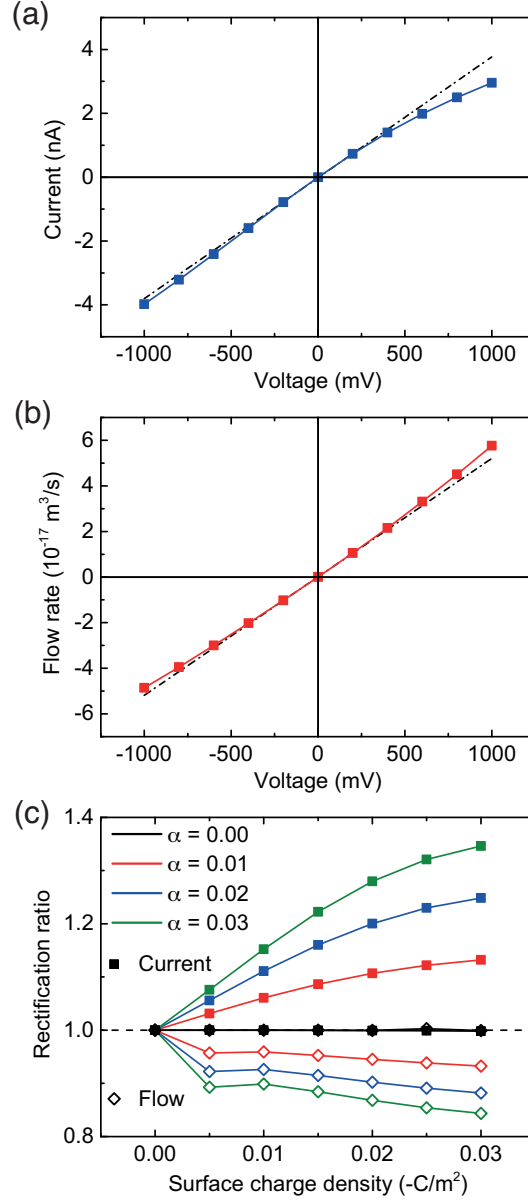 (a)
Current (nA)
4
2
0
-2
-4
-1000 -500 0 500 1000
Voltage (mV)
(b)
Flow rate (10⁻¹⁷ m³/s)
6
4
2
0
-2
-4
-6
-1000 -500 0 500 1000
Voltage (mV)
(c)
Rectification ratio
1.4
1.2
1.0
0.8
α = 0.00
α = 0.01
α = 0.02
α = 0.03
Current
Flow
0.00 0.01 0.02 0.03
Surface charge density (-C/m²)